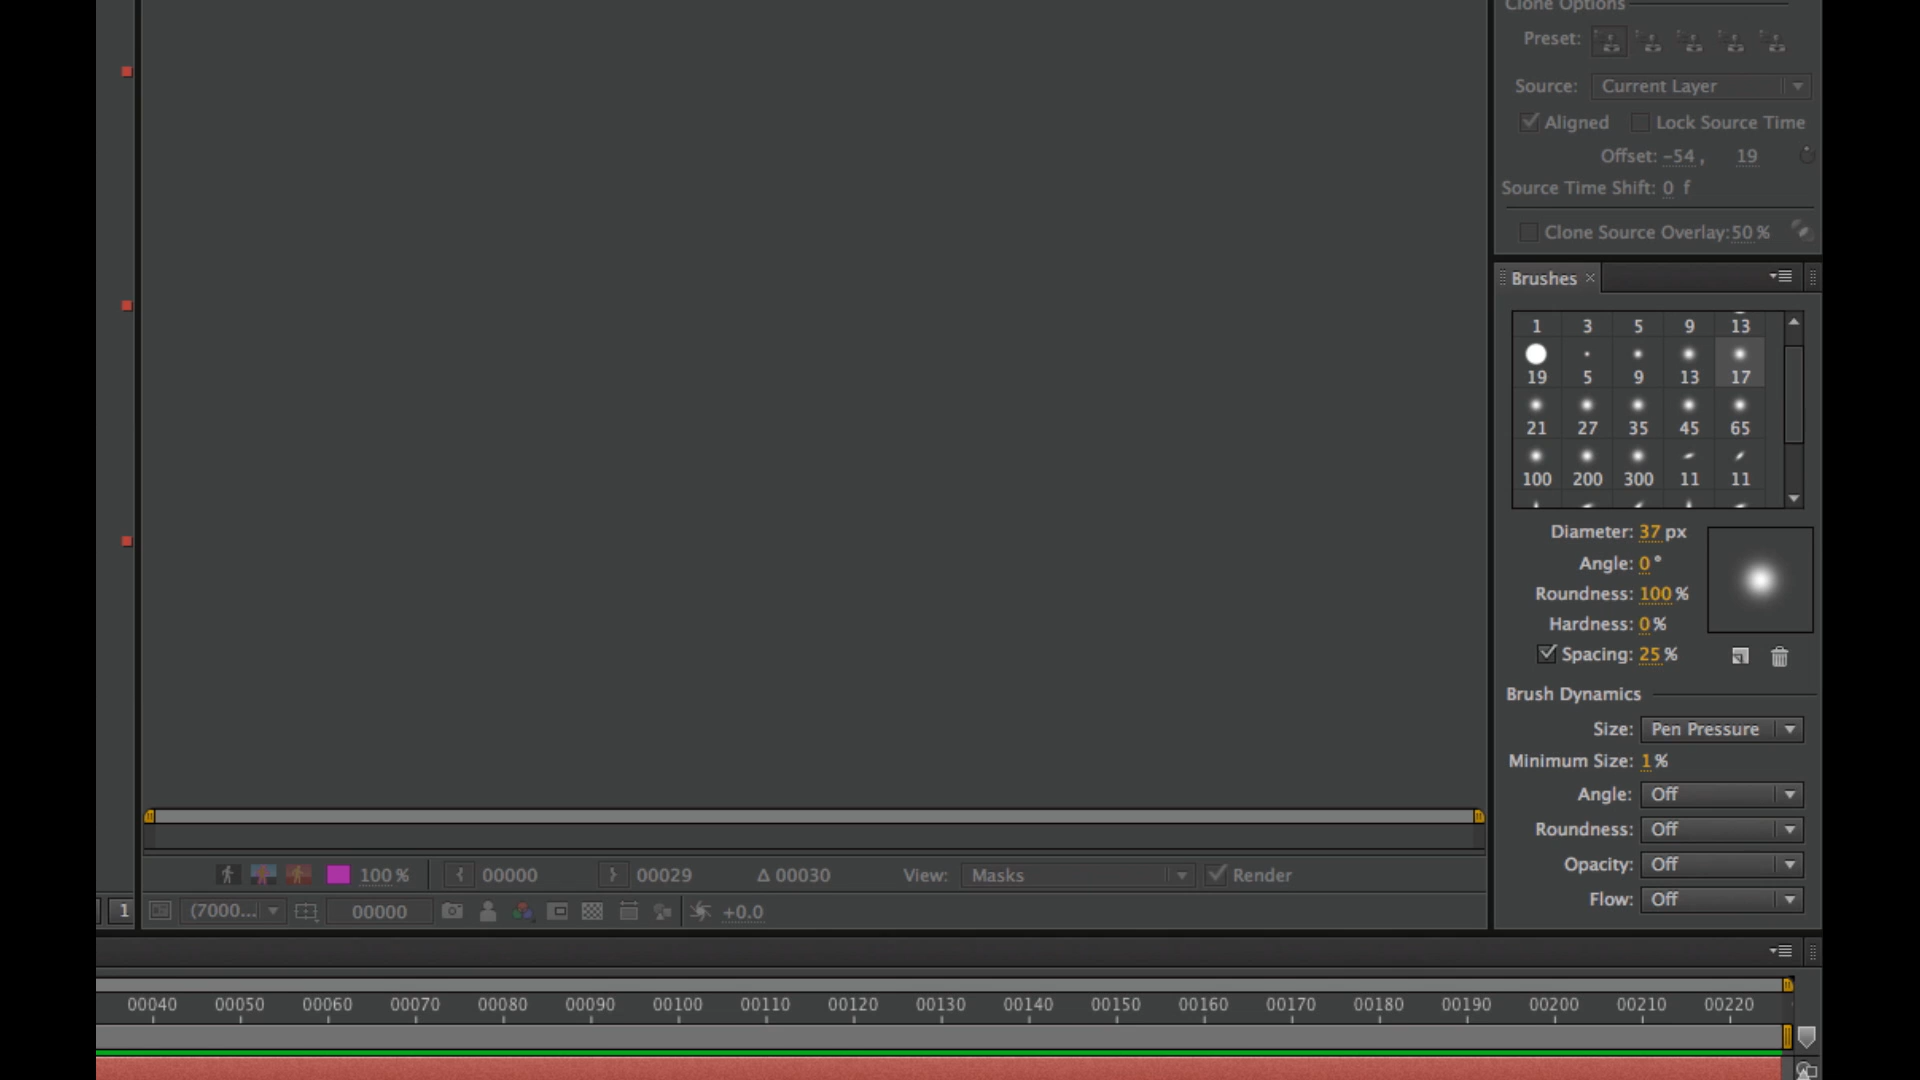 Clone Options
Preset:
Source: Current Layer
Aligned Lock Source Time
Offset: -54, 19
Source Time Shift: 0 f
Clone Source Overlay: 50 %
Brushes
1 3 5 9 13
19 5 9 13 17
21 27 35 45 65
100 200 300 11 11
Diameter: 37 px
Angle: 0 °
Roundness: 100 %
Hardness: 0 %
Spacing: 25 %
Brush Dynamics
Size: Pen Pressure
Minimum Size: 1 %
Angle: Off
Roundness: Off
Opacity: Off
Flow: Off
100 % { 00000 } 00029 Δ 00030 View: Masks Render
1 (7000... 00000 +0.0
00040 00050 00060 00070 00080 00090 00100 00110 00120 00130 00140 00150 00160 00170 00180 00190 00200 00210 00220